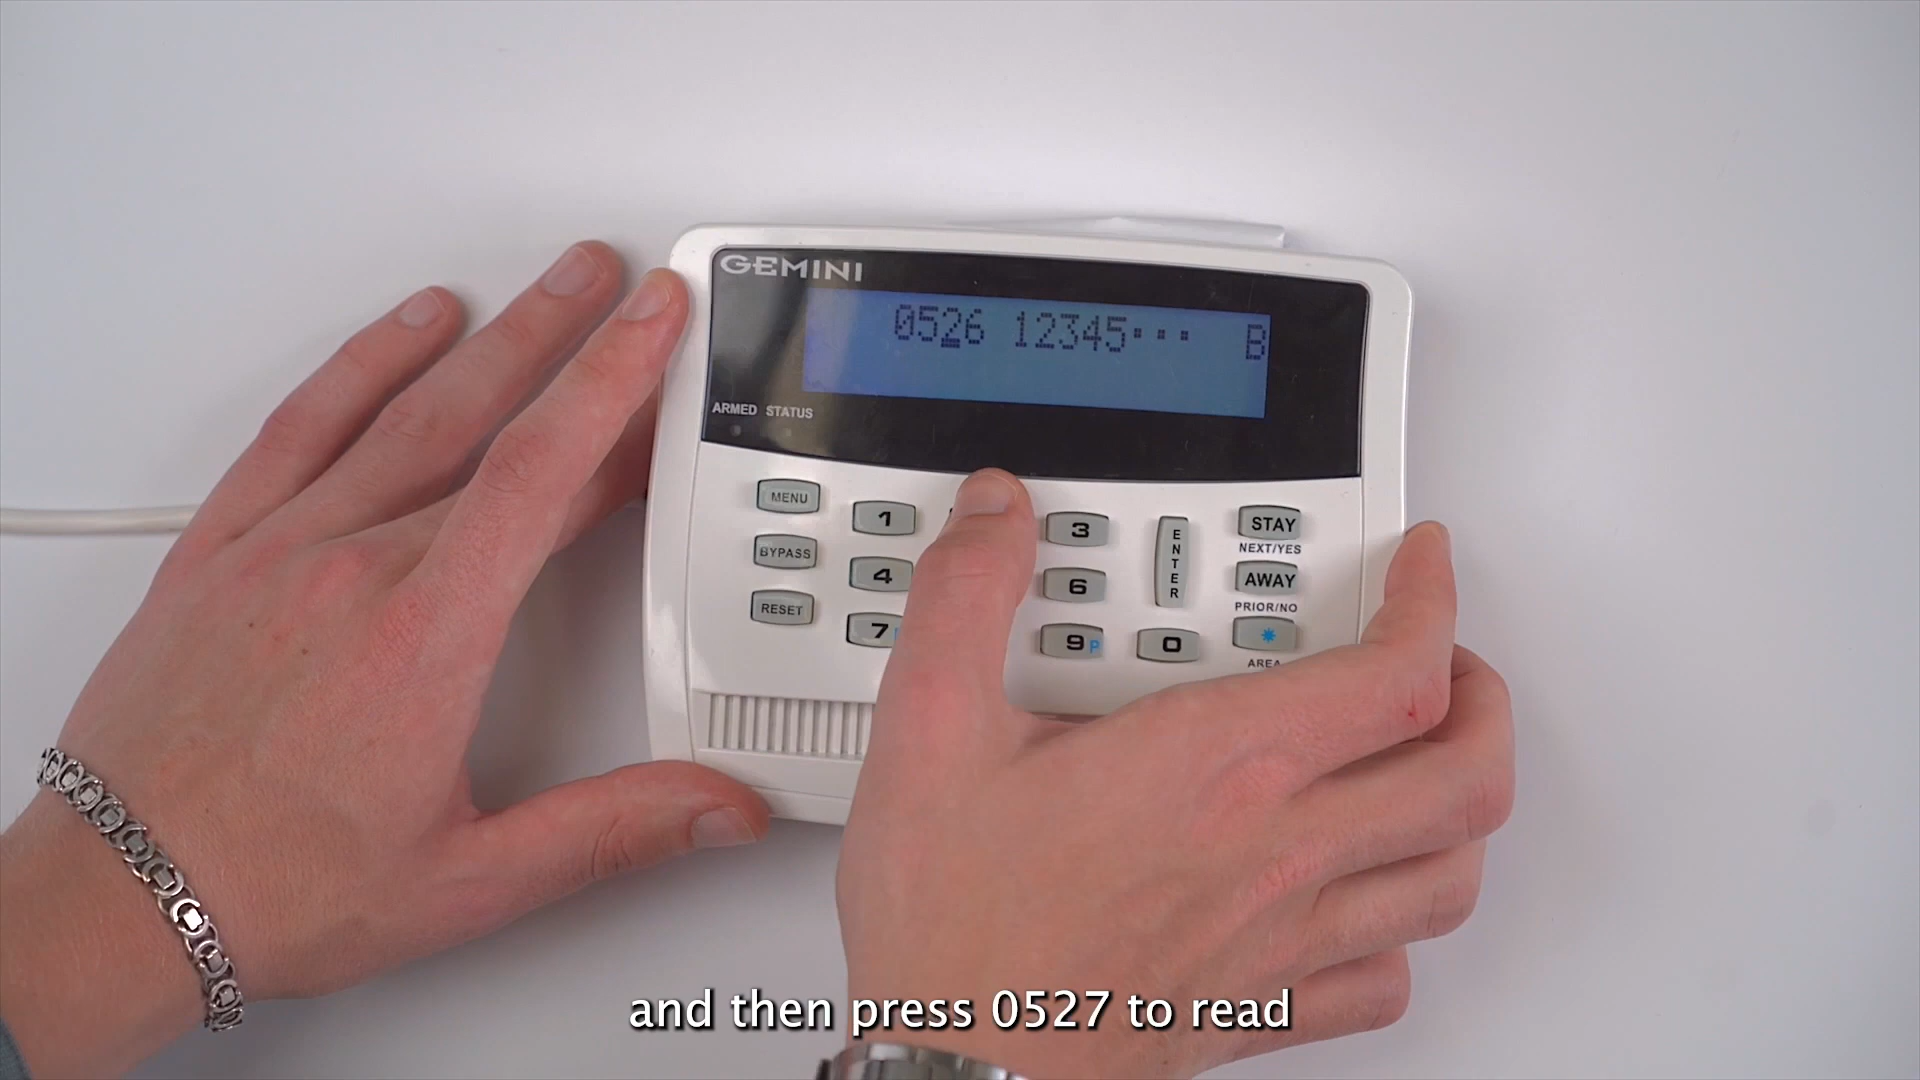 GEMINI
0526 12345··· B
ARMED STATUS
MENU
1
3
ENTER
STAY
NEXT/YES
BYPASS
4
6
AWAY
PRIOR/NO
RESET
7
9 P
0
*
AREA
and then press 0527 to read